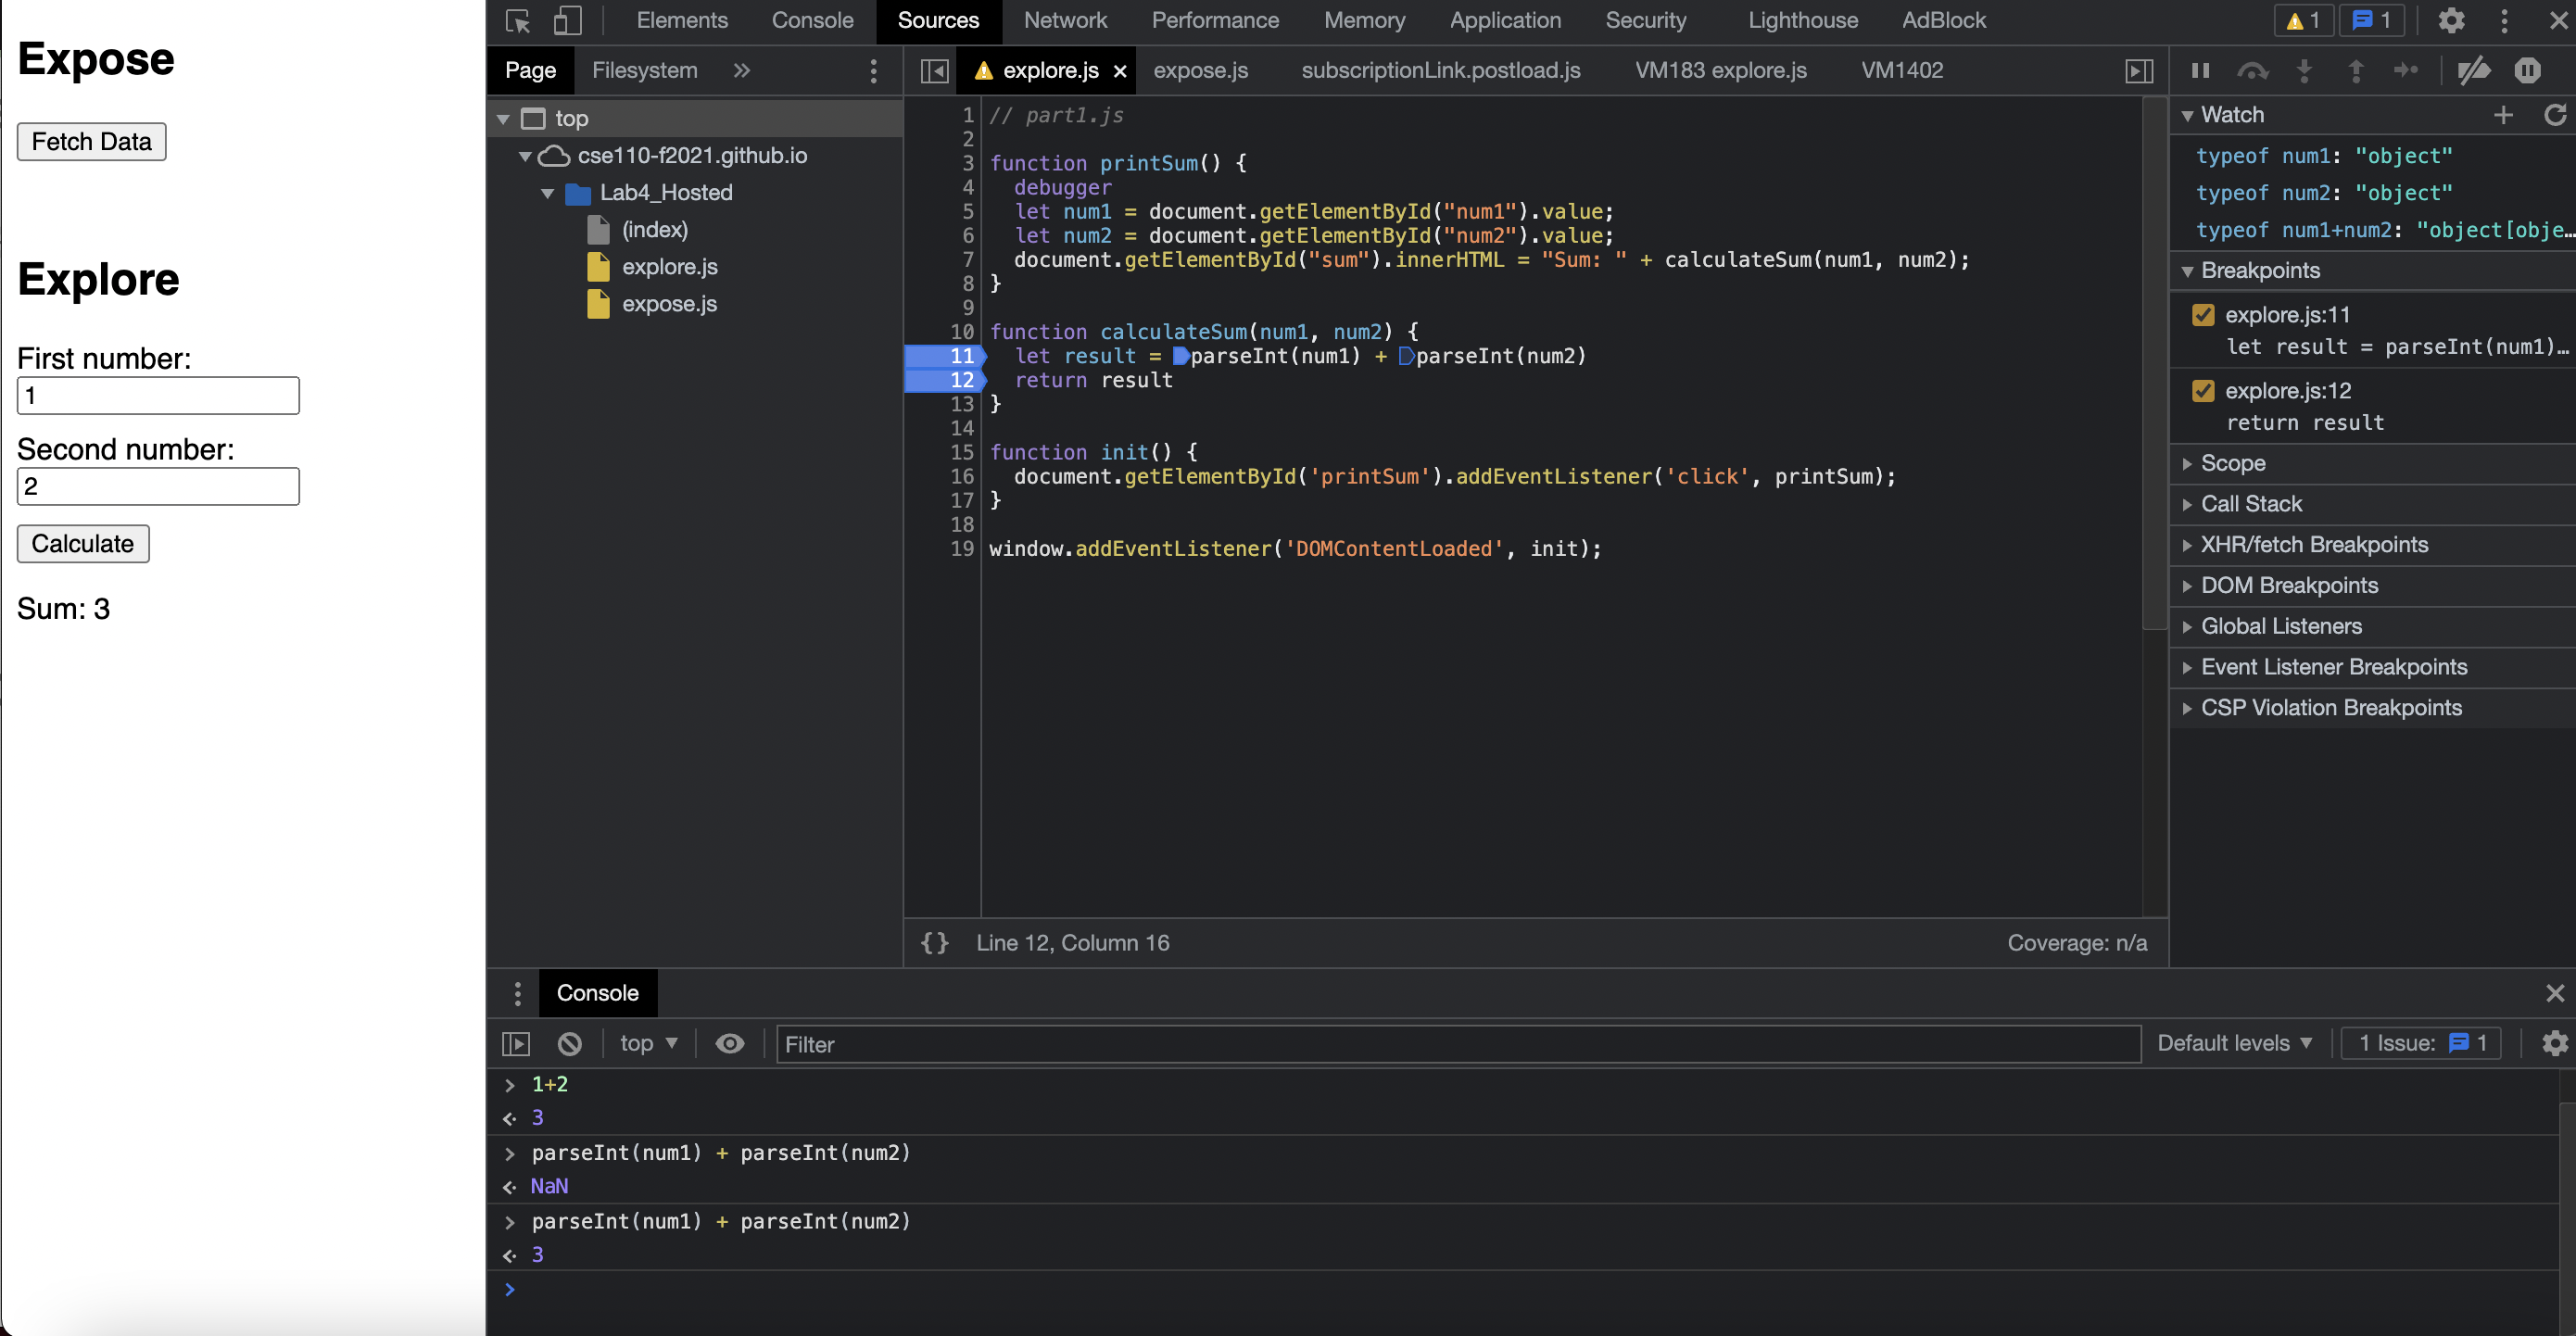 Expose
Fetch Data
Explore
First number:
1
Second number:
2
Calculate
Sum: 3
Elements Console Sources Network Performance Memory Application Security Lighthouse AdBlock 1 1
Page Filesystem
top
cse110-f2021.github.io
Lab4_Hosted
(index)
explore.js
expose.js
explore.js expose.js subscriptionLink.postload.js VM183 explore.js VM1402
1 // part1.js
2
3 function printSum() {
4 debugger
5 let num1 = document.getElementById("num1").value;
6 let num2 = document.getElementById("num2").value;
7 document.getElementById("sum").innerHTML = "Sum: " + calculateSum(num1, num2);
8 }
9
10 function calculateSum(num1, num2) {
11 let result = parseInt(num1) + parseInt(num2)
12 return result
13 }
14
15 function init() {
16 document.getElementById('printSum').addEventListener('click', printSum);
17 }
18
19 window.addEventListener('DOMContentLoaded', init);
{} Line 12, Column 16 Coverage: n/a
Watch
typeof num1: "object"
typeof num2: "object"
typeof num1+num2: "object[obje…
Breakpoints
explore.js:11
let result = parseInt(num1)…
explore.js:12
return result
Scope
Call Stack
XHR/fetch Breakpoints
DOM Breakpoints
Global Listeners
Event Listener Breakpoints
CSP Violation Breakpoints
Console
top Filter Default levels 1 Issue: 1
> 1+2
3
> parseInt(num1) + parseInt(num2)
NaN
> parseInt(num1) + parseInt(num2)
3
>